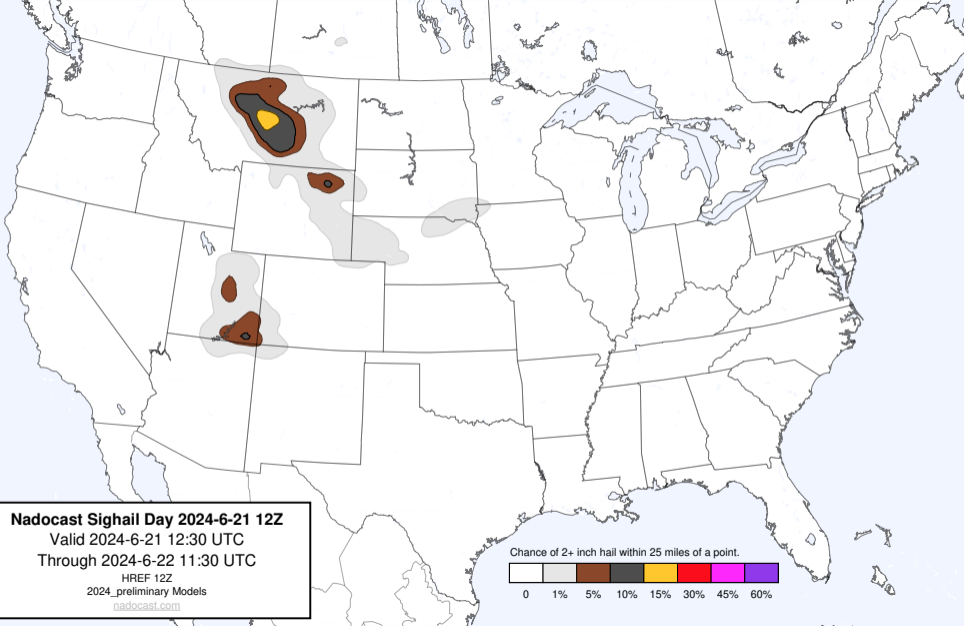 Nadocast Sighail Day 2024-6-21 12Z
Valid 2024-6-21 12:30 UTC
Through 2024-6-22 11:30 UTC
HREF 12Z
2024_preliminary Models
nadocast.com
Chance of 2+ inch hail within 25 miles of a point.
0 1% 5% 10% 15% 30% 45% 60%